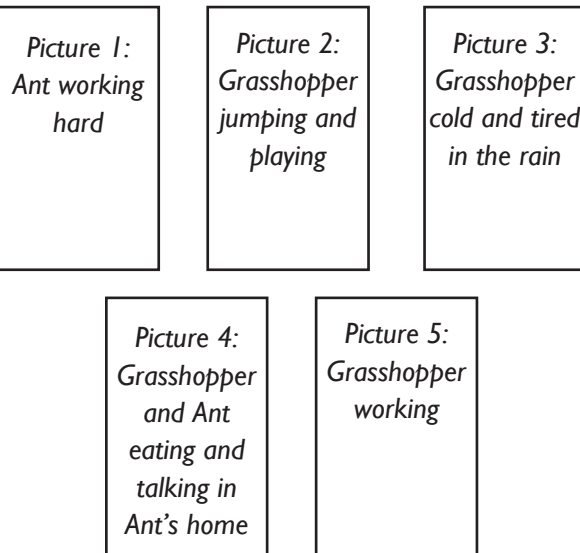 Picture 1:
Ant working
hard
Picture 2:
Grasshopper
jumping and
playing
Picture 3:
Grasshopper
cold and tired
in the rain
Picture 4:
Grasshopper
and Ant
eating and
talking in
Ant's home
Picture 5:
Grasshopper
working